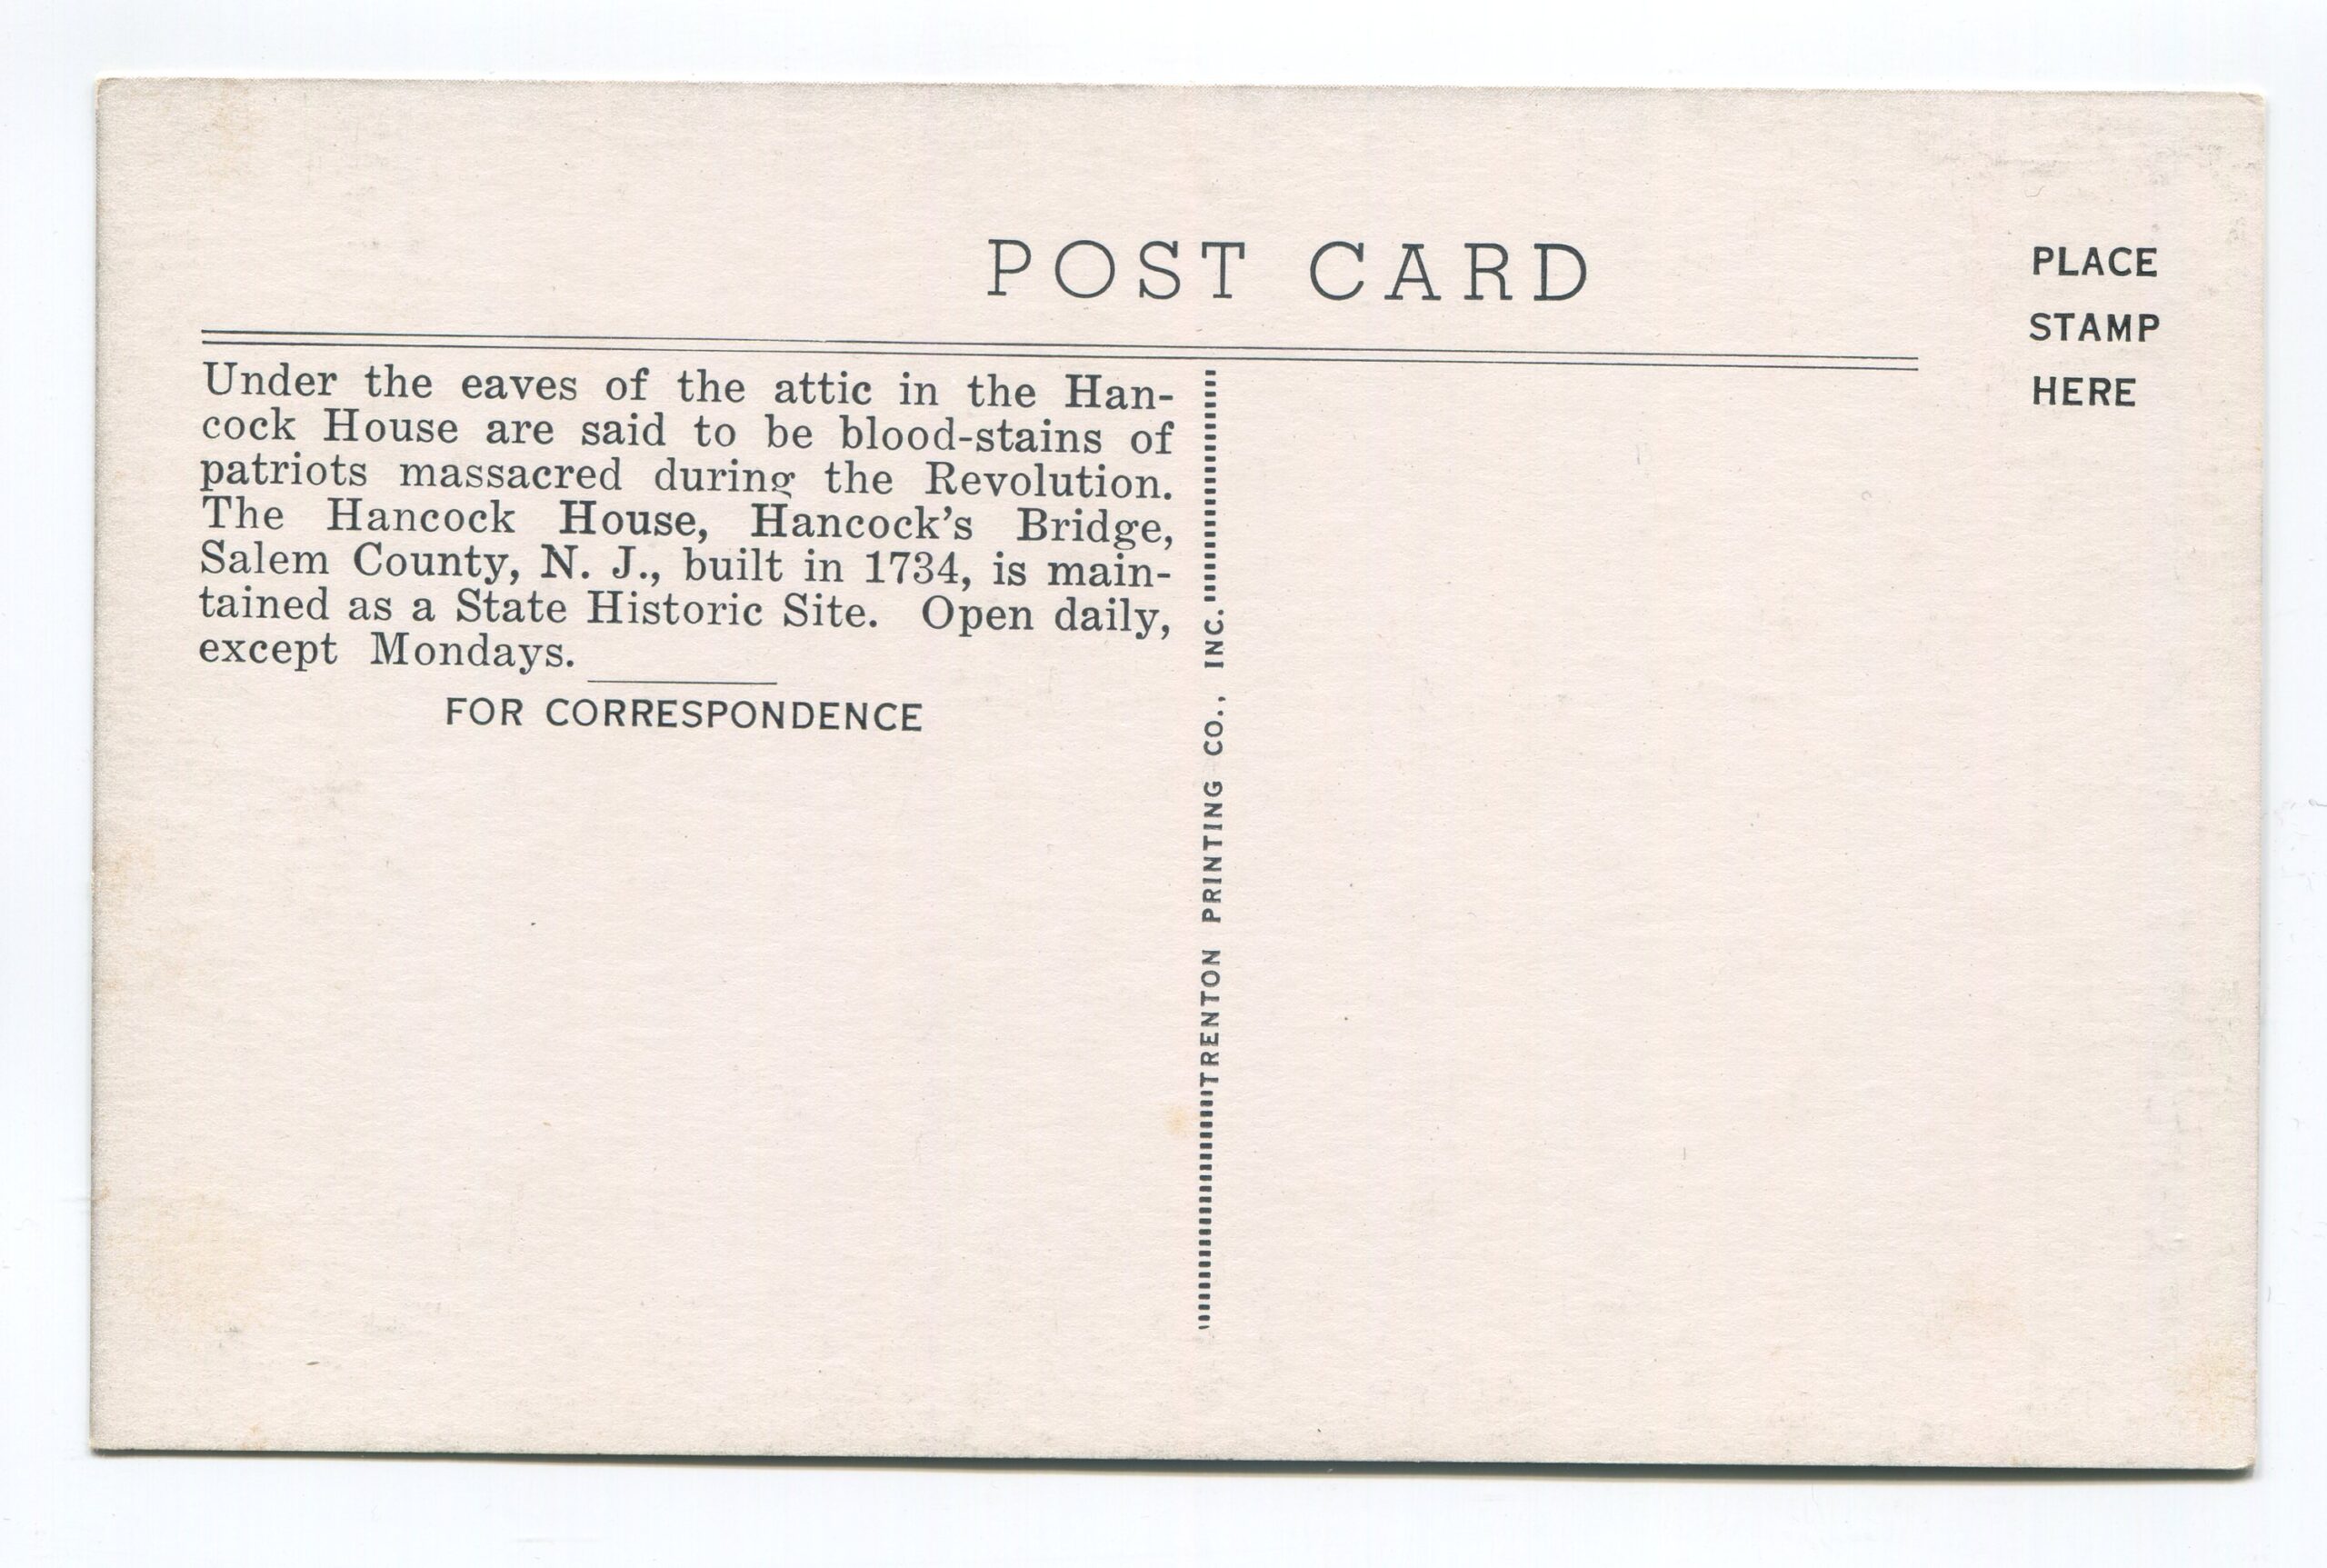 POST CARD
PLACE
STAMP
HERE
Under the eaves of the attic in the Han-
cock House are said to be blood-stains of
patriots massacred during the Revolution.
The Hancock House, Hancock's Bridge,
Salem County, N. J., built in 1734, is main-
tained as a State Historic Site. Open daily,
except Mondays.
FOR CORRESPONDENCE
TRENTON PRINTING CO., INC.